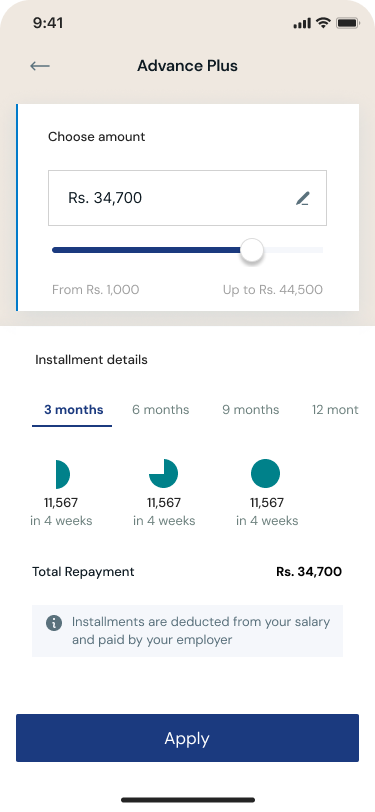 9:41
Advance Plus
Choose amount
Rs. 34,700
From Rs. 1,000 Up to Rs. 44,500
Installment details
3 months 6 months 9 months 12 mont
11,567 11,567 11,567
in 4 weeks in 4 weeks in 4 weeks
Total Repayment Rs. 34,700
Installments are deducted from your salary
and paid by your employer
Apply